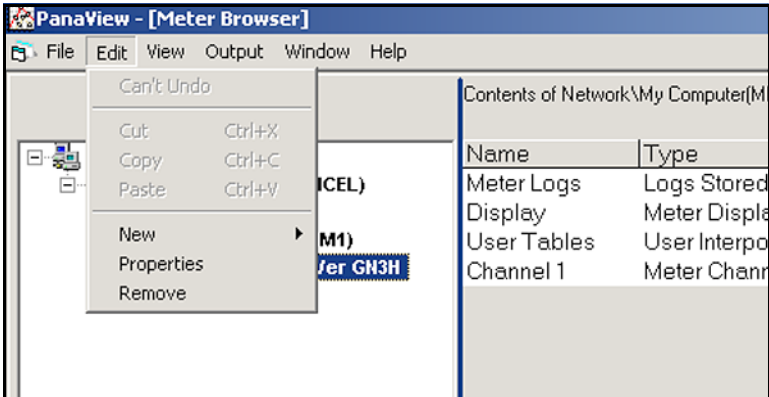 PanaView - [Meter Browser]
File Edit View Output Window Help
Can't Undo
Cut Ctrl+X
Copy Ctrl+C
Paste Ctrl+V
New
Properties
Remove
ICEL)
M1)
Ver GN3H
Contents of Network\My Computer(M
Name Type
Meter Logs Logs Stored
Display Meter Displa
User Tables User Interpo
Channel 1 Meter Chann